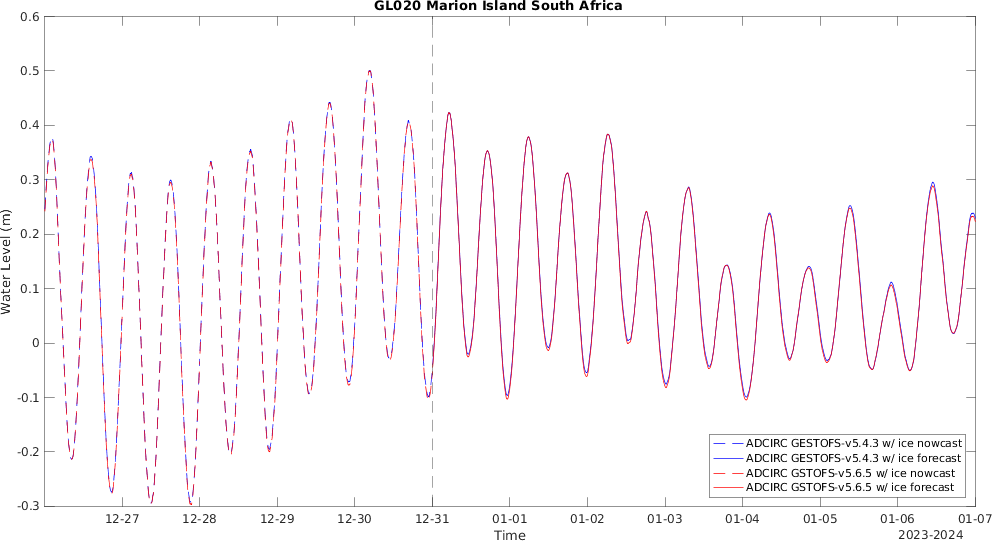 GL020 Marion Island South Africa
0.6
0.5
0.4
0.3
0.2
0.1
0
-0.1
-0.2
-0.3
Water Level (m)
12-27 12-28 12-29 12-30 12-31 01-01 01-02 01-03 01-04 01-05 01-06 01-07
Time
2023-2024
ADCIRC GESTOFS-v5.4.3 w/ ice nowcast
ADCIRC GESTOFS-v5.4.3 w/ ice forecast
ADCIRC GSTOFS-v5.6.5 w/ ice nowcast
ADCIRC GSTOFS-v5.6.5 w/ ice forecast